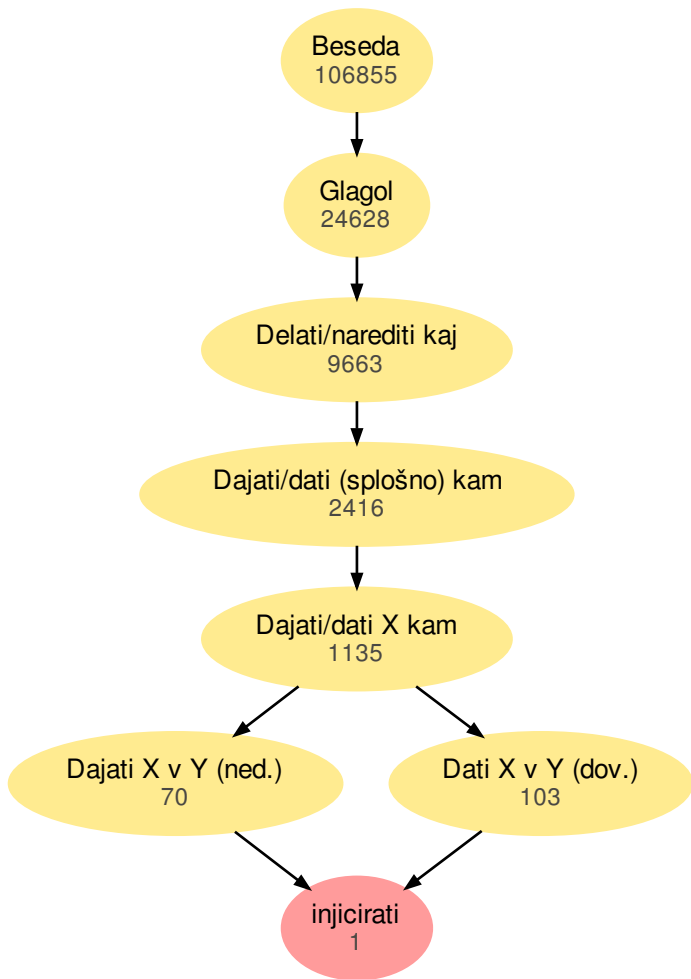 Beseda
106855
Glagol
24628
Delati/narediti kaj
9663
Dajati/dati (splošno) kam
2416
Dajati/dati X kam
1135
Dajati X v Y (ned.)
70
Dati X v Y (dov.)
103
injicirati
1